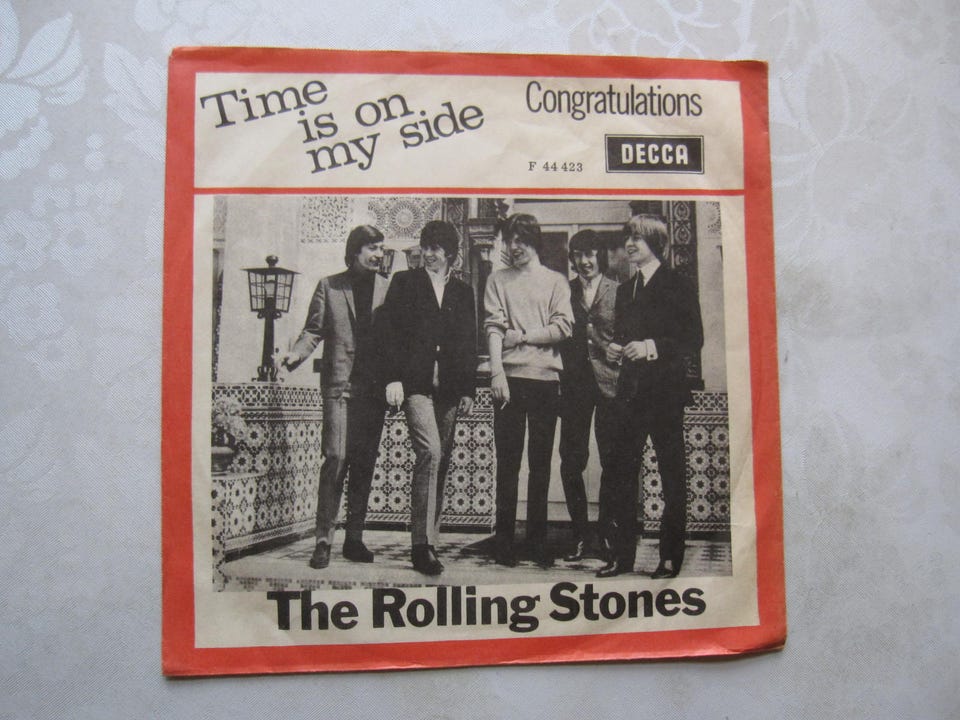 Time
is on
my side
Congratulations
F 44 423
DECCA
The Rolling Stones